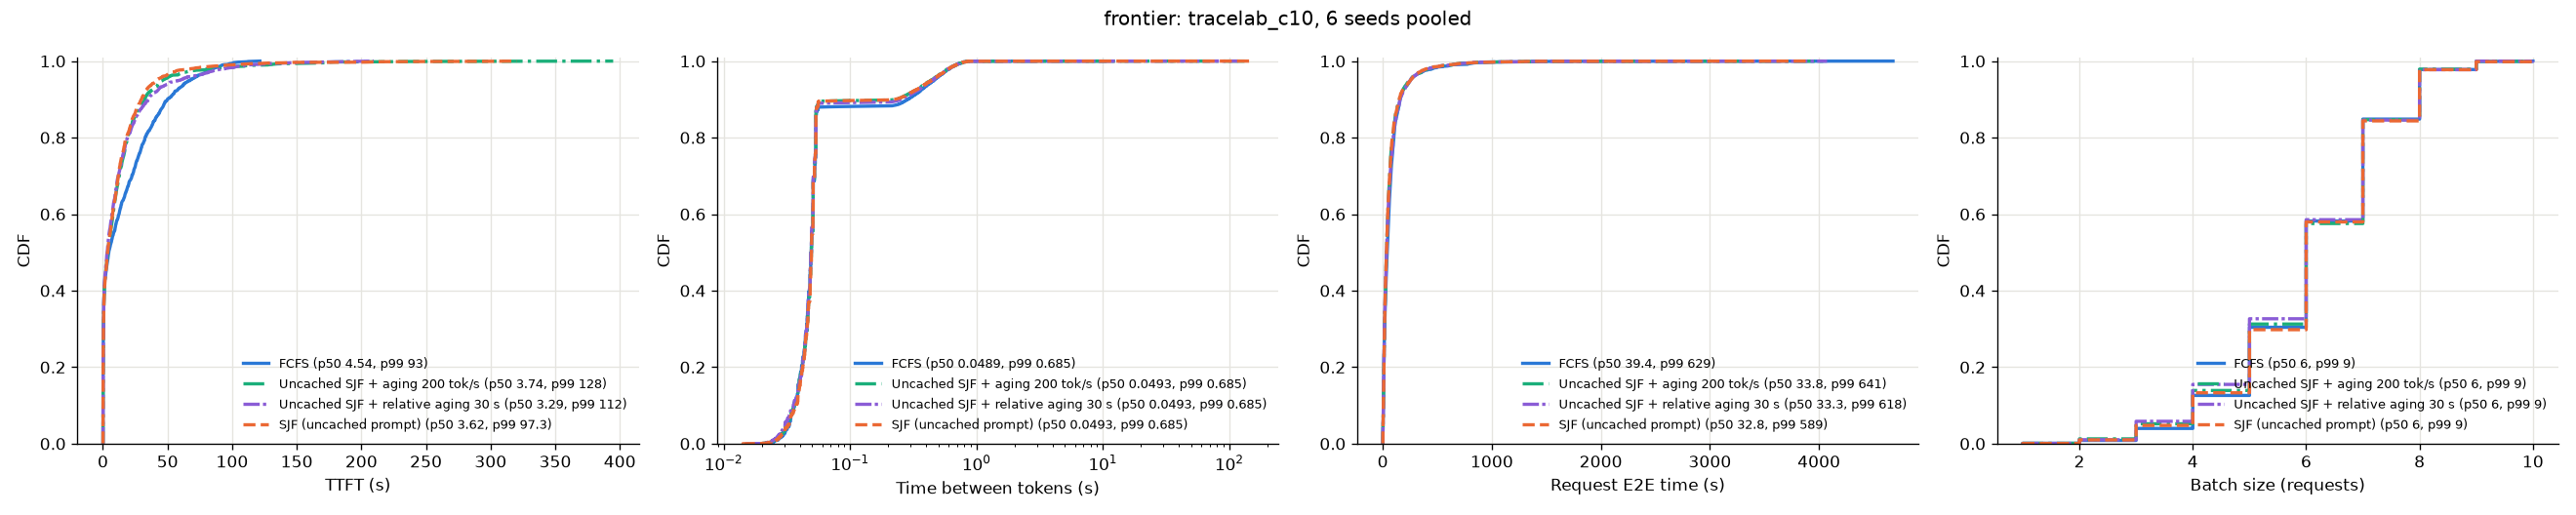 frontier: tracelab_c10, 6 seeds pooled
CDF
1.0
0.8
0.6
0.4
0.2
0.0
FCFS (p50 4.54, p99 93)
Uncached SJF + aging 200 tok/s (p50 3.74, p99 128)
Uncached SJF + relative aging 30 s (p50 3.29, p99 112)
SJF (uncached prompt) (p50 3.62, p99 97.3)
0 50 100 150 200 250 300 350 400
TTFT (s)
CDF
1.0
0.8
0.6
0.4
0.2
0.0
FCFS (p50 0.0489, p99 0.685)
Uncached SJF + aging 200 tok/s (p50 0.0493, p99 0.685)
Uncached SJF + relative aging 30 s (p50 0.0493, p99 0.685)
SJF (uncached prompt) (p50 0.0493, p99 0.685)
10⁻² 10⁻¹ 10⁰ 10¹ 10²
Time between tokens (s)
CDF
1.0
0.8
0.6
0.4
0.2
0.0
FCFS (p50 39.4, p99 629)
Uncached SJF + aging 200 tok/s (p50 33.8, p99 641)
Uncached SJF + relative aging 30 s (p50 33.3, p99 618)
SJF (uncached prompt) (p50 32.8, p99 589)
0 1000 2000 3000 4000
Request E2E time (s)
CDF
1.0
0.8
0.6
0.4
0.2
0.0
FCFS (p50 6, p99 9)
Uncached SJF + aging 200 tok/s (p50 6, p99 9)
Uncached SJF + relative aging 30 s (p50 6, p99 9)
SJF (uncached prompt) (p50 6, p99 9)
2 4 6 8 10
Batch size (requests)